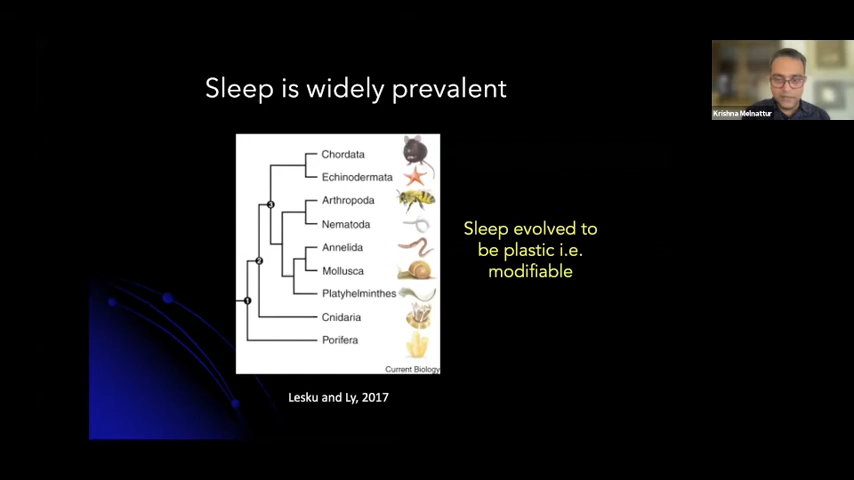 Sleep is widely prevalent
Krishna Melnattur
Chordata
Echinodermata
Arthropoda
3
Nematoda
Annelida
2
Mollusca
Platyhelminthes
1
Cnidaria
Porifera
Current Biology
Sleep evolved to
be plastic i.e.
modifiable
Lesku and Ly, 2017